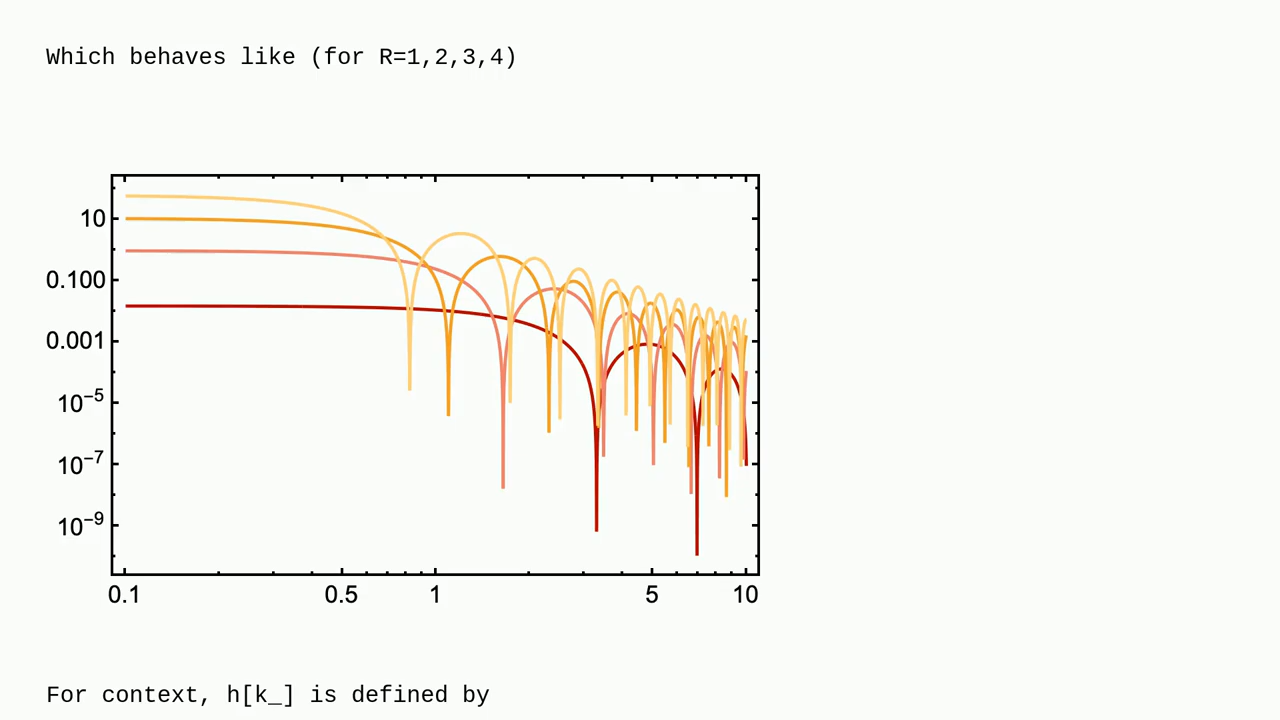 Which behaves like (for R=1,2,3,4)
10
0.100
0.001
10⁻⁵
10⁻⁷
10⁻⁹
0.1 0.5 1 5 10
For context, h[k_] is defined by